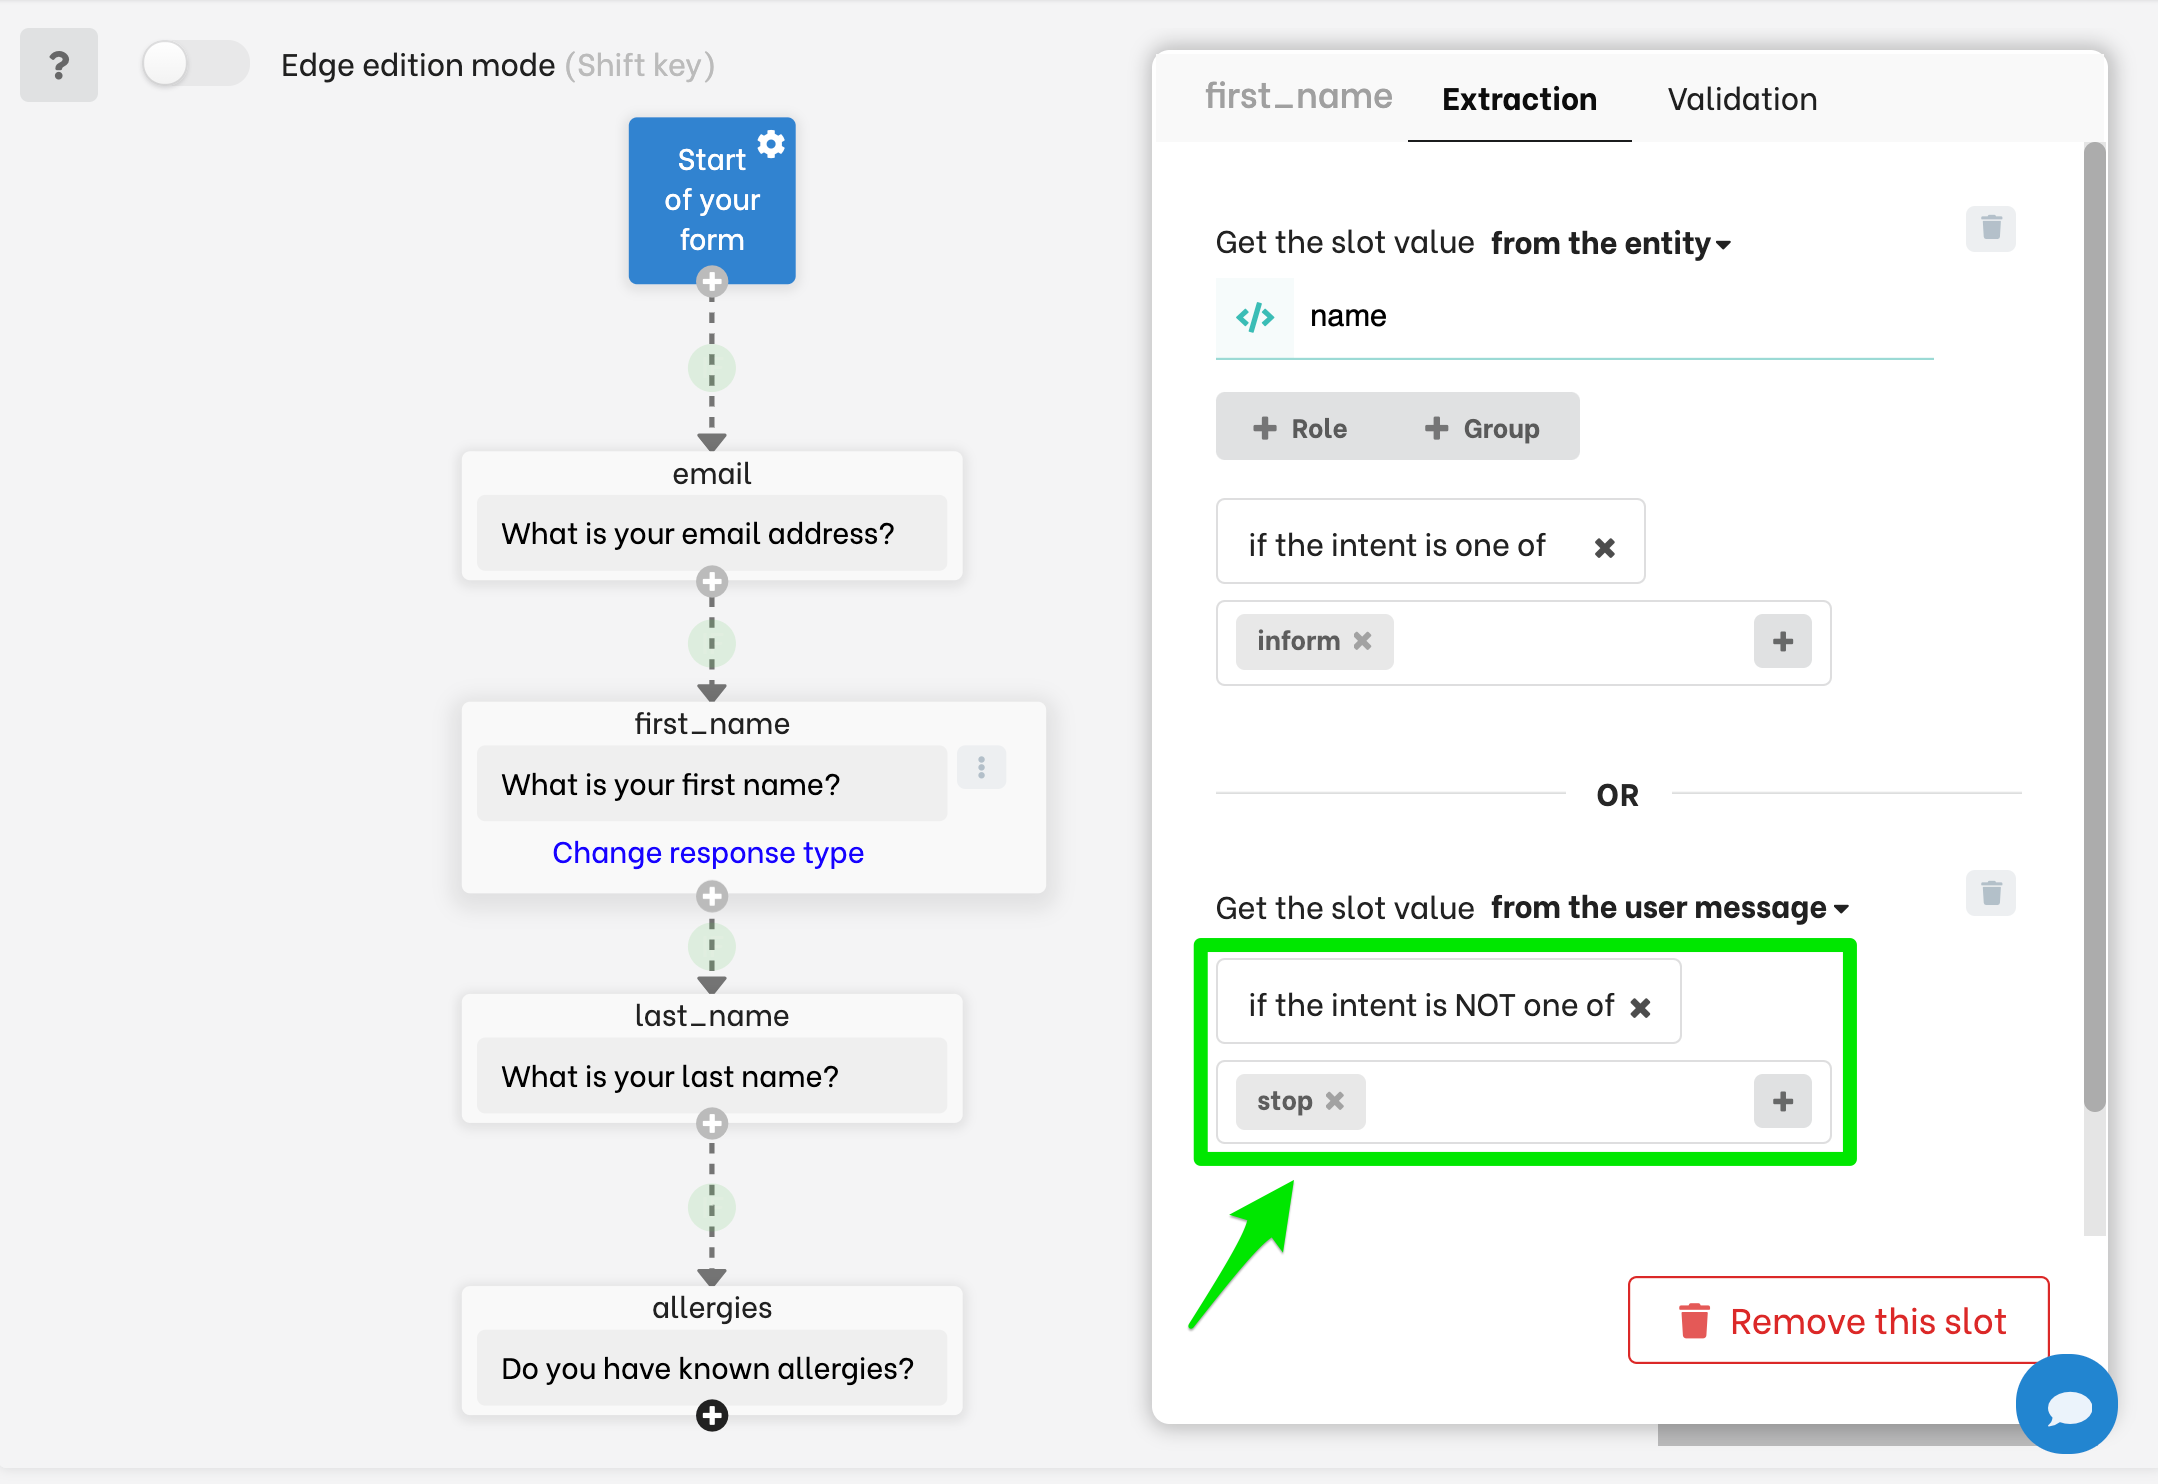 ?
Edge edition mode (Shift key)
Start
of your
form
email
What is your email address?
first_name
What is your first name?
Change response type
last_name
What is your last name?
allergies
Do you have known allergies?
first_name Extraction Validation
Get the slot value from the entity
</> name
+ Role + Group
if the intent is one of
inform
OR
Get the slot value from the user message
if the intent is NOT one of
stop
Remove this slot